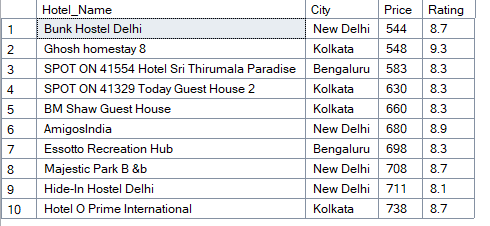 Hotel_Name City Price Rating
1 Bunk Hostel Delhi New Delhi 544 8.7
2 Ghosh homestay 8 Kolkata 548 9.3
3 SPOT ON 41554 Hotel Sri Thirumala Paradise Bengaluru 583 8.3
4 SPOT ON 41329 Today Guest House 2 Kolkata 630 8.3
5 BM Shaw Guest House Kolkata 660 8.3
6 AmigosIndia New Delhi 680 8.9
7 Essotto Recreation Hub Bengaluru 698 8.3
8 Majestic Park B &b New Delhi 708 8.7
9 Hide-In Hostel Delhi New Delhi 711 8.1
10 Hotel O Prime International Kolkata 738 8.7